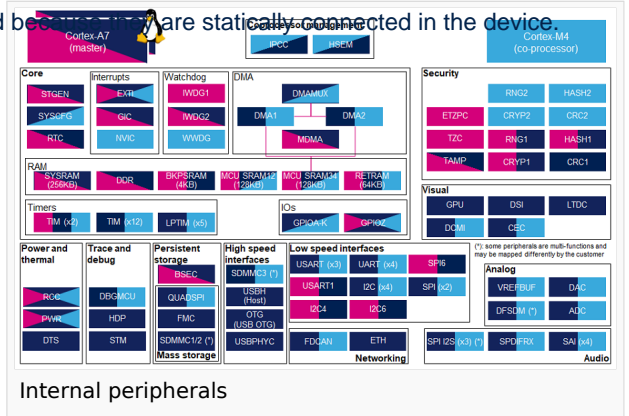 d because they are statically connected in the device.
Cortex-A7
(master)
Coprocessor management
IPCC HSEM
Cortex-M4
(co-processor)
Core
STGEN
SYSCFG
RTC
Interrupts
EXTI
GIC
NVIC
Watchdog
IWDG1
IWDG2
WWDG
DMA
DMAMUX
DMA1 DMA2
MDMA
Security
RNG2 HASH2
ETZPC CRYP2 CRC2
TZC RNG1 HASH1
TAMP CRYP1 CRC1
RAM
SYSRAM
(256KB)
DDR
BKPSRAM
(4KB)
MCU SRAM12
(128KB)
MCU SRAM34
(128KB)
RETRAM
(64KB)
Visual
GPU DSI LTDC
DCMI CEC
Timers
TIM (x2) TIM (x12) LPTIM (x5)
IOs
GPIOA-K GPIOZ
(*): some peripherals are multi-functions and
may be mapped differently by the customer
Power and
thermal
RCC
PWR
DTS
Trace and
debug
DBGMCU
HDP
STM
Persistent
storage
BSEC
QUADSPI
FMC
SDMMC1/2 (*)
Mass storage
High speed
interfaces
SDMMC3 (*)
USBH
(Host)
OTG
(USB OTG)
USBPHYC
Low speed interfaces
USART (x3) UART (x4) SPI6
USART1 I2C (x4) SPI (x2)
I2C4 I2C6
FDCAN ETH
Networking
Analog
VREFBUF DAC
DFSDM (*) ADC
SPI I2S (x3) (*) SPDIFRX SAI (x4)
Audio
Internal peripherals